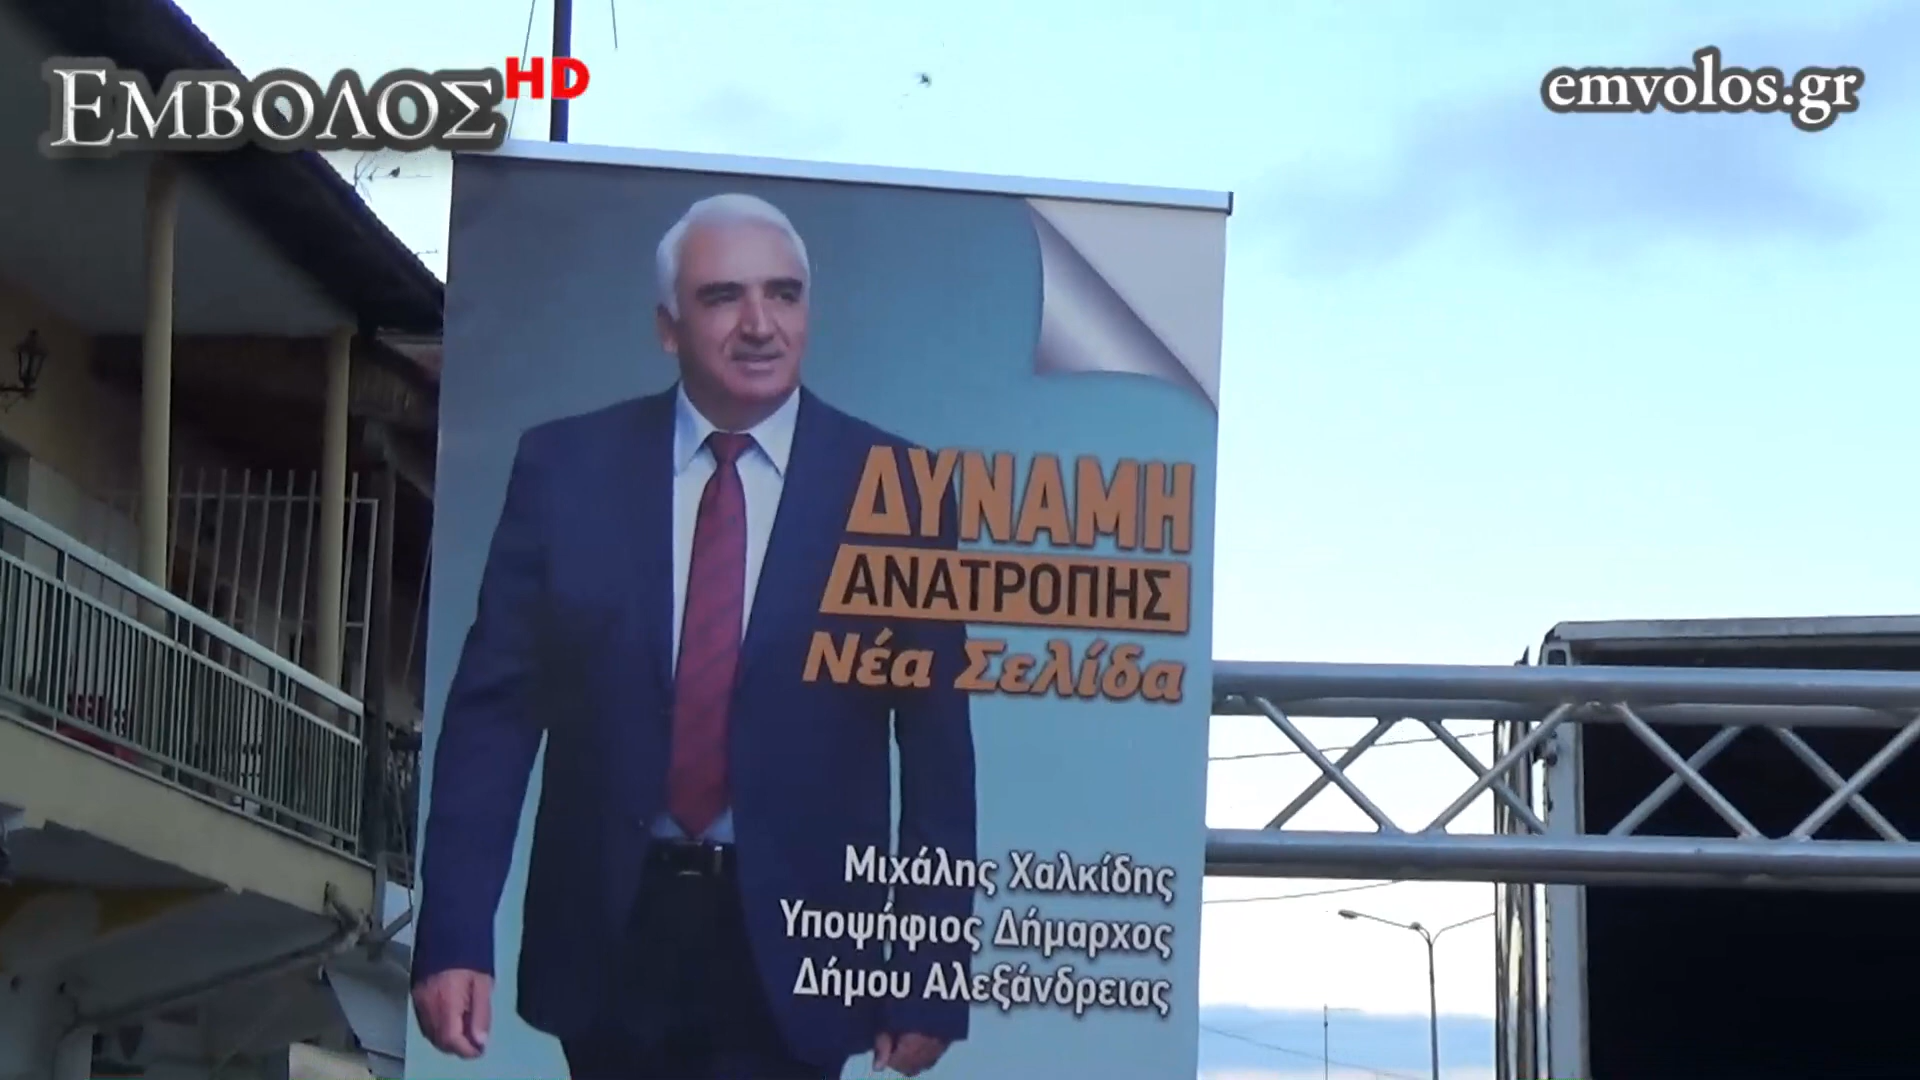 ΕΜΒΟΛΟΣ HD
emvolos.gr
ΔΥΝΑΜΗ
ΑΝΑΤΡΟΠΗΣ
Νέα Σελίδα
Μιχάλης Χαλκίδης
Υποψήφιος Δήμαρχος
Δήμου Αλεξάνδρειας